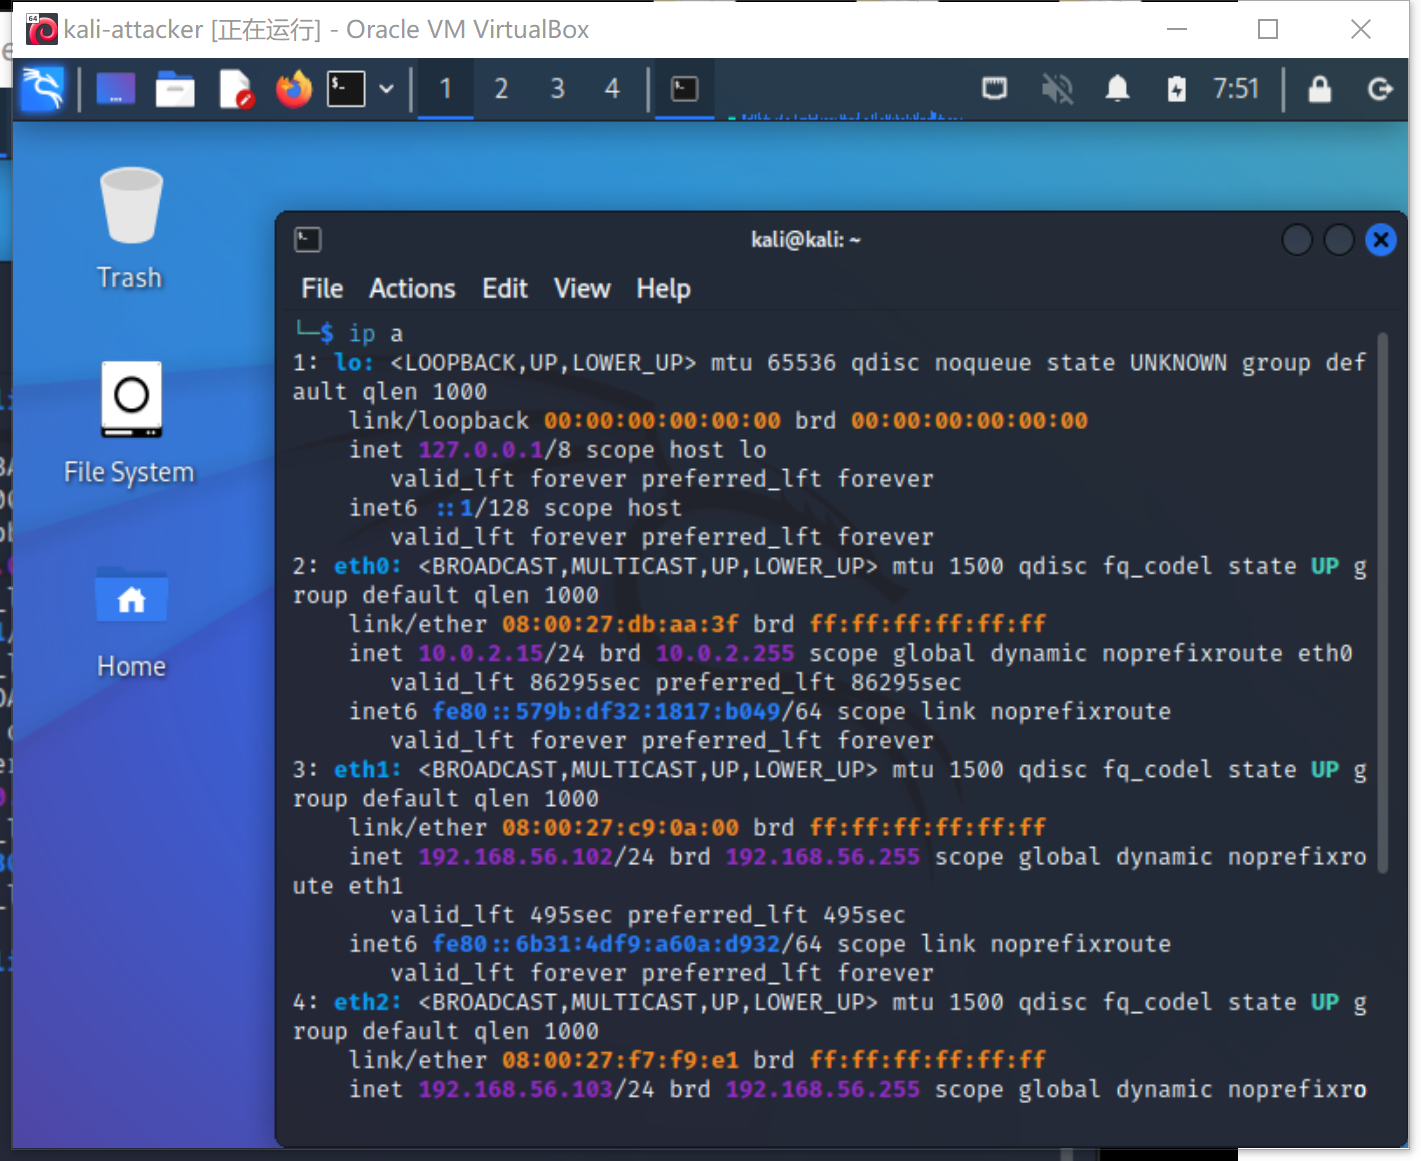 kali-attacker [正在运行] - Oracle VM VirtualBox
1 2 3 4 7:51
Trash
File System
Home
kali@kali: ~
File Actions Edit View Help
└─$ ip a
1: lo: <LOOPBACK,UP,LOWER_UP> mtu 65536 qdisc noqueue state UNKNOWN group def
ault qlen 1000
link/loopback 00:00:00:00:00:00 brd 00:00:00:00:00:00
inet 127.0.0.1/8 scope host lo
valid_lft forever preferred_lft forever
inet6 ::1/128 scope host
valid_lft forever preferred_lft forever
2: eth0: <BROADCAST,MULTICAST,UP,LOWER_UP> mtu 1500 qdisc fq_codel state UP g
roup default qlen 1000
link/ether 08:00:27:db:aa:3f brd ff:ff:ff:ff:ff:ff
inet 10.0.2.15/24 brd 10.0.2.255 scope global dynamic noprefixroute eth0
valid_lft 86295sec preferred_lft 86295sec
inet6 fe80::579b:df32:1817:b049/64 scope link noprefixroute
valid_lft forever preferred_lft forever
3: eth1: <BROADCAST,MULTICAST,UP,LOWER_UP> mtu 1500 qdisc fq_codel state UP g
roup default qlen 1000
link/ether 08:00:27:c9:0a:00 brd ff:ff:ff:ff:ff:ff
inet 192.168.56.102/24 brd 192.168.56.255 scope global dynamic noprefixro
ute eth1
valid_lft 495sec preferred_lft 495sec
inet6 fe80::6b31:4df9:a60a:d932/64 scope link noprefixroute
valid_lft forever preferred_lft forever
4: eth2: <BROADCAST,MULTICAST,UP,LOWER_UP> mtu 1500 qdisc fq_codel state UP g
roup default qlen 1000
link/ether 08:00:27:f7:f9:e1 brd ff:ff:ff:ff:ff:ff
inet 192.168.56.103/24 brd 192.168.56.255 scope global dynamic noprefixro